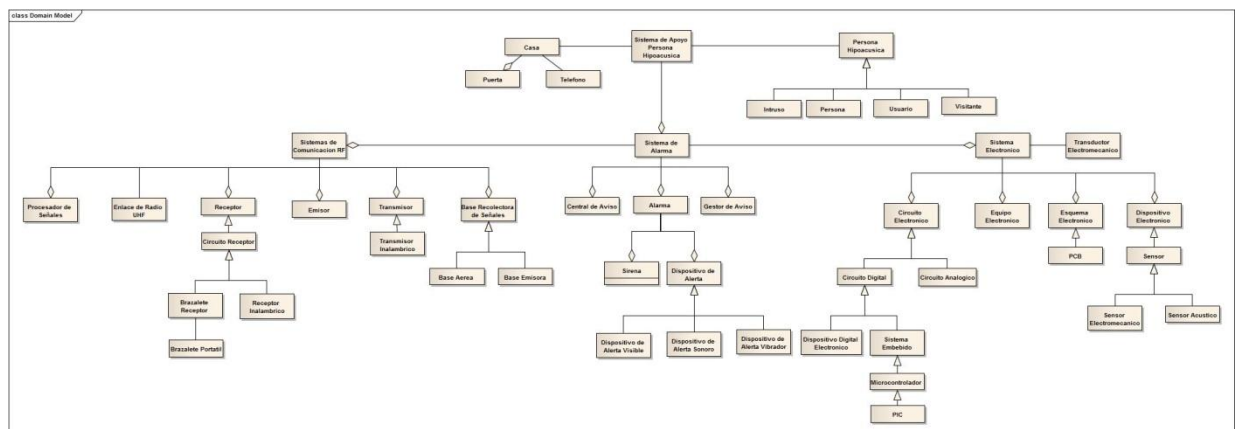 class Domain Model
Casa
Sistema de Apoyo
Persona
Hipoacusica
Persona
Hipoacusica
Puerta
Telefono
Intruso
Persona
Usuario
Visitante
Sistemas de
Comunicacion RF
Sistema de
Alarma
Sistema
Electronico
Transductor
Electromecanico
Procesador de
Señales
Enlace de Radio
UHF
Receptor
Emisor
Transmisor
Base Recolectora
de Señales
Central de Aviso
Alarma
Gestor de Aviso
Circuito
Electronico
Equipo
Electronico
Esquema
Electronico
Dispositivo
Electronico
Circuito Receptor
Transmisor
Inalambrico
PCB
Sensor
Base Aerea
Base Emisora
Sirena
Dispositivo de
Alerta
Circuito Digital
Circuito Analogico
Brazalete
Receptor
Receptor
Inalambrico
Sensor
Electromecanico
Sensor Acustico
Brazalete Portatil
Dispositivo de
Alerta Visible
Dispositivo de
Alerta Sonoro
Dispositivo de
Alerta Vibrador
Dispositivo Digital
Electronico
Sistema
Embebido
Microcontrolador
PIC